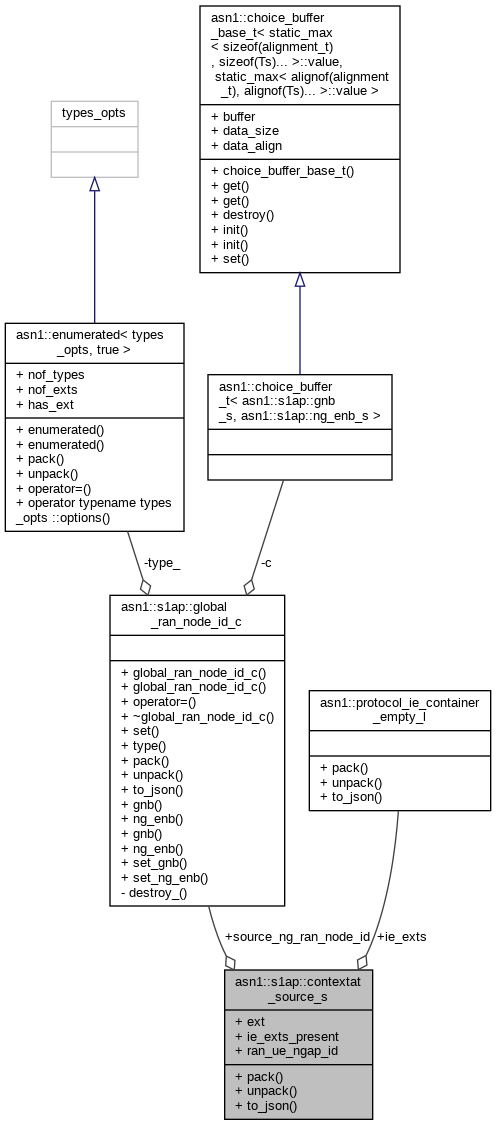 asn1::choice_buffer
_base_t< static_max
< sizeof(alignment_t)
, sizeof(Ts)... >::value,
static_max< alignof(alignment
_t), alignof(Ts)... >::value >
+ buffer
+ data_size
+ data_align
+ choice_buffer_base_t()
+ get()
+ get()
+ destroy()
+ init()
+ init()
+ set()
types_opts
asn1::enumerated< types
_opts, true >
+ nof_types
+ nof_exts
+ has_ext
+ enumerated()
+ enumerated()
+ pack()
+ unpack()
+ operator=()
+ operator typename types
_opts ::options()
asn1::choice_buffer
_t< asn1::s1ap::gnb
_s, asn1::s1ap::ng_enb_s >
-type_
-c
asn1::s1ap::global
_ran_node_id_c
+ global_ran_node_id_c()
+ global_ran_node_id_c()
+ operator=()
+ ~global_ran_node_id_c()
+ set()
+ type()
+ pack()
+ unpack()
+ to_json()
+ gnb()
+ ng_enb()
+ gnb()
+ ng_enb()
+ set_gnb()
+ set_ng_enb()
- destroy_()
asn1::protocol_ie_container
_empty_l
+ pack()
+ unpack()
+ to_json()
+source_ng_ran_node_id
+ie_exts
asn1::s1ap::contextat
_source_s
+ ext
+ ie_exts_present
+ ran_ue_ngap_id
+ pack()
+ unpack()
+ to_json()